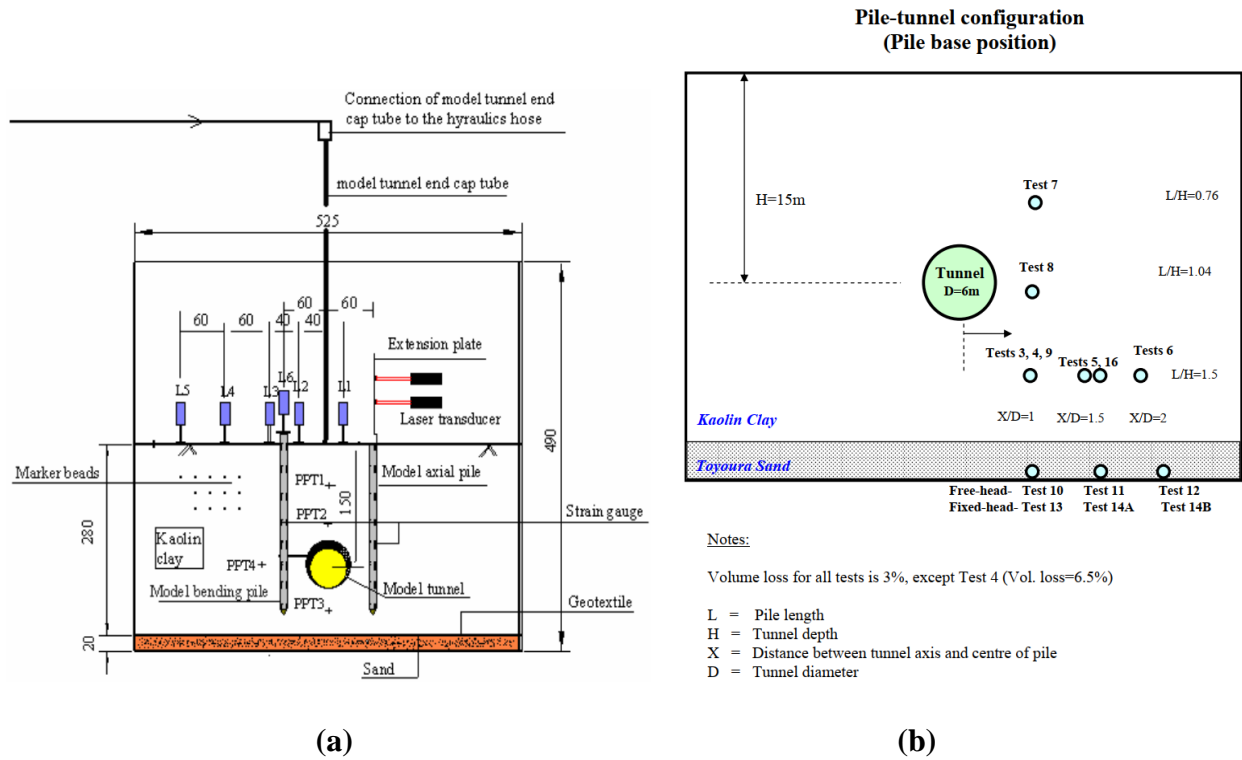 Connection of model tunnel end
cap tube to the hyraulics hose
model tunnel end cap tube
525
60 60
60 60 40 40
Extension plate
L5 L4 L3 L6 L2 L1
Laser transducer
490
Marker beads
PPT1
Model axial pile
150
PPT2
Strain gauge
280
Kaolin
clay
PPT4
Model tunnel
Model bending pile
PPT3
Geotextile
20
Sand
(a)
Pile-tunnel configuration
(Pile base position)
H=15m
Test 7
L/H=0.76
Tunnel
D=6m
Test 8
L/H=1.04
Tests 3, 4, 9
Tests 5, 16
Test 6
L/H=1.5
Kaolin Clay
X/D=1
X/D=1.5
X/D=2
Toyoura Sand
Free-head- Test 10 Test 11 Test 12
Fixed-head- Test 13 Test 14A Test 14B
Notes:
Volume loss for all tests is 3%, except Test 4 (Vol. loss=6.5%)
L = Pile length
H = Tunnel depth
X = Distance between tunnel axis and centre of pile
D = Tunnel diameter
(b)